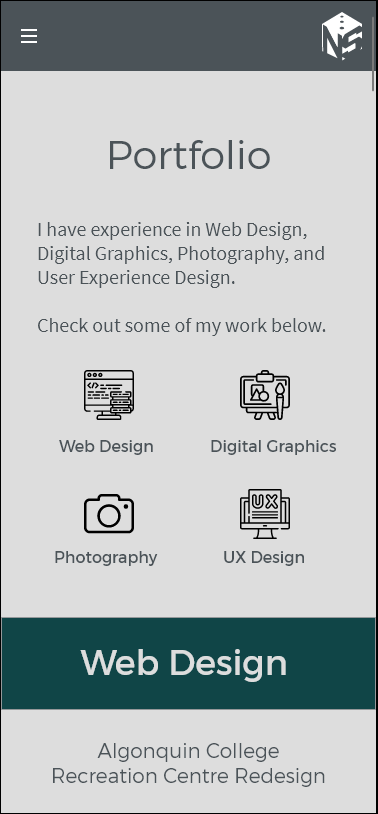 NS
Portfolio
I have experience in Web Design,
Digital Graphics, Photography, and
User Experience Design.
Check out some of my work below.
</>
Web Design
Digital Graphics
UX
Photography
UX Design
Web Design
Algonquin College
Recreation Centre Redesign